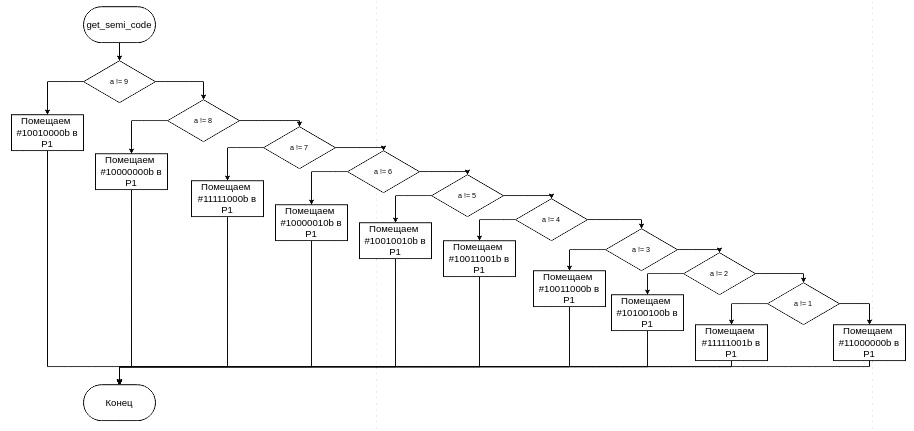 get_semi_code
a != 9
Помещаем
#10010000b в
P1
a != 8
Помещаем
#10000000b в
P1
a != 7
Помещаем
#11111000b в
P1
a != 6
Помещаем
#10000010b в
P1
a != 5
Помещаем
#10010010b в
P1
a != 4
Помещаем
#10011001b в
P1
a != 3
Помещаем
#10011000b в
P1
a != 2
Помещаем
#10100100b в
P1
a != 1
Помещаем
#11111001b в
P1
Помещаем
#11000000b в
P1
Конец